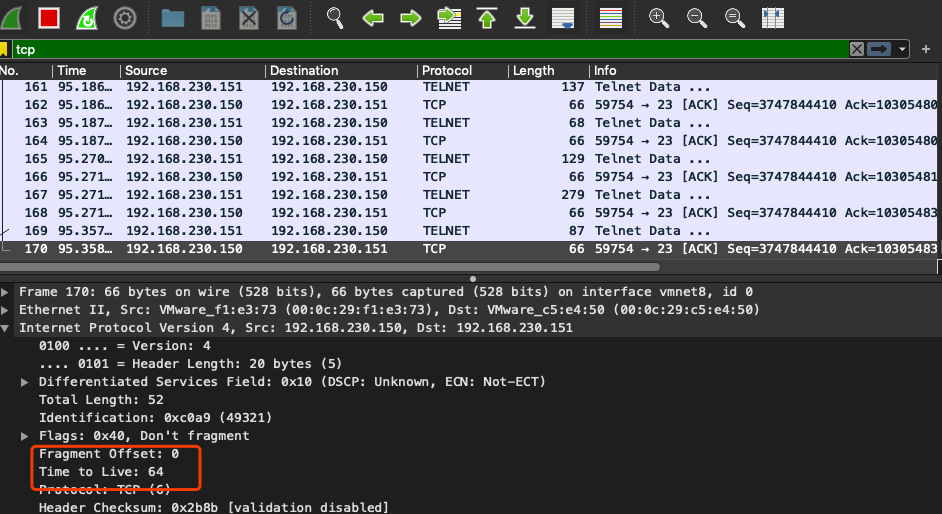 tcp
No. Time Source Destination Protocol Length Info
161 95.186… 192.168.230.151 192.168.230.150 TELNET 137 Telnet Data ...
162 95.186… 192.168.230.150 192.168.230.151 TCP 66 59754 → 23 [ACK] Seq=3747844410 Ack=10305480
163 95.187… 192.168.230.151 192.168.230.150 TELNET 68 Telnet Data ...
164 95.187… 192.168.230.150 192.168.230.151 TCP 66 59754 → 23 [ACK] Seq=3747844410 Ack=10305480
165 95.270… 192.168.230.151 192.168.230.150 TELNET 129 Telnet Data ...
166 95.271… 192.168.230.150 192.168.230.151 TCP 66 59754 → 23 [ACK] Seq=3747844410 Ack=10305481
167 95.271… 192.168.230.151 192.168.230.150 TELNET 279 Telnet Data ...
168 95.271… 192.168.230.150 192.168.230.151 TCP 66 59754 → 23 [ACK] Seq=3747844410 Ack=10305483
169 95.357… 192.168.230.151 192.168.230.150 TELNET 87 Telnet Data ...
170 95.358… 192.168.230.150 192.168.230.151 TCP 66 59754 → 23 [ACK] Seq=3747844410 Ack=10305483
Frame 170: 66 bytes on wire (528 bits), 66 bytes captured (528 bits) on interface vmnet8, id 0
Ethernet II, Src: VMware_f1:e3:73 (00:0c:29:f1:e3:73), Dst: VMware_c5:e4:50 (00:0c:29:c5:e4:50)
Internet Protocol Version 4, Src: 192.168.230.150, Dst: 192.168.230.151
0100 .... = Version: 4
.... 0101 = Header Length: 20 bytes (5)
Differentiated Services Field: 0x10 (DSCP: Unknown, ECN: Not-ECT)
Total Length: 52
Identification: 0xc0a9 (49321)
Flags: 0x40, Don't fragment
Fragment Offset: 0
Time to Live: 64
Protocol: TCP (6)
Header Checksum: 0x2b8b [validation disabled]